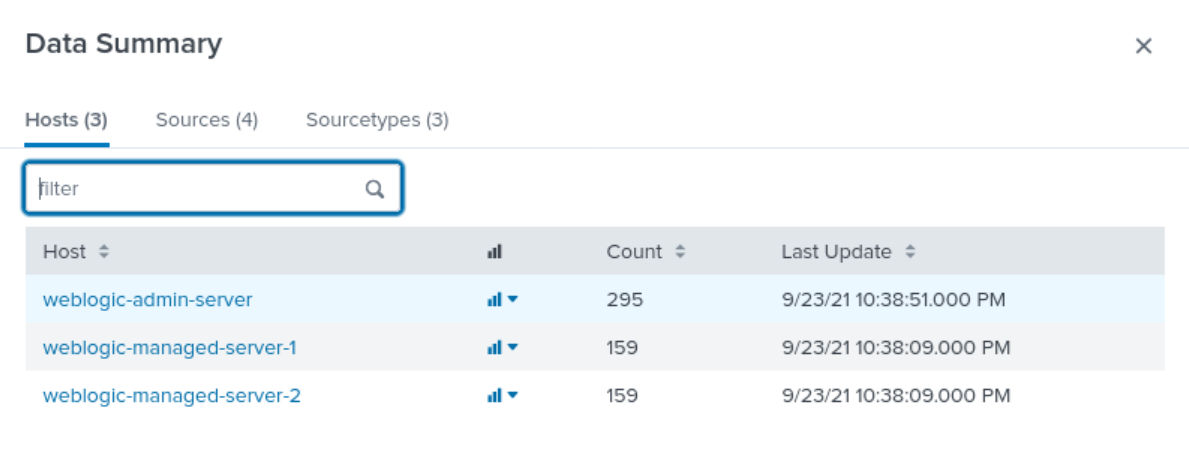 Data Summary
Hosts (3) Sources (4) Sourcetypes (3)
filter
Host Count Last Update
weblogic-admin-server 295 9/23/21 10:38:51.000 PM
weblogic-managed-server-1 159 9/23/21 10:38:09.000 PM
weblogic-managed-server-2 159 9/23/21 10:38:09.000 PM